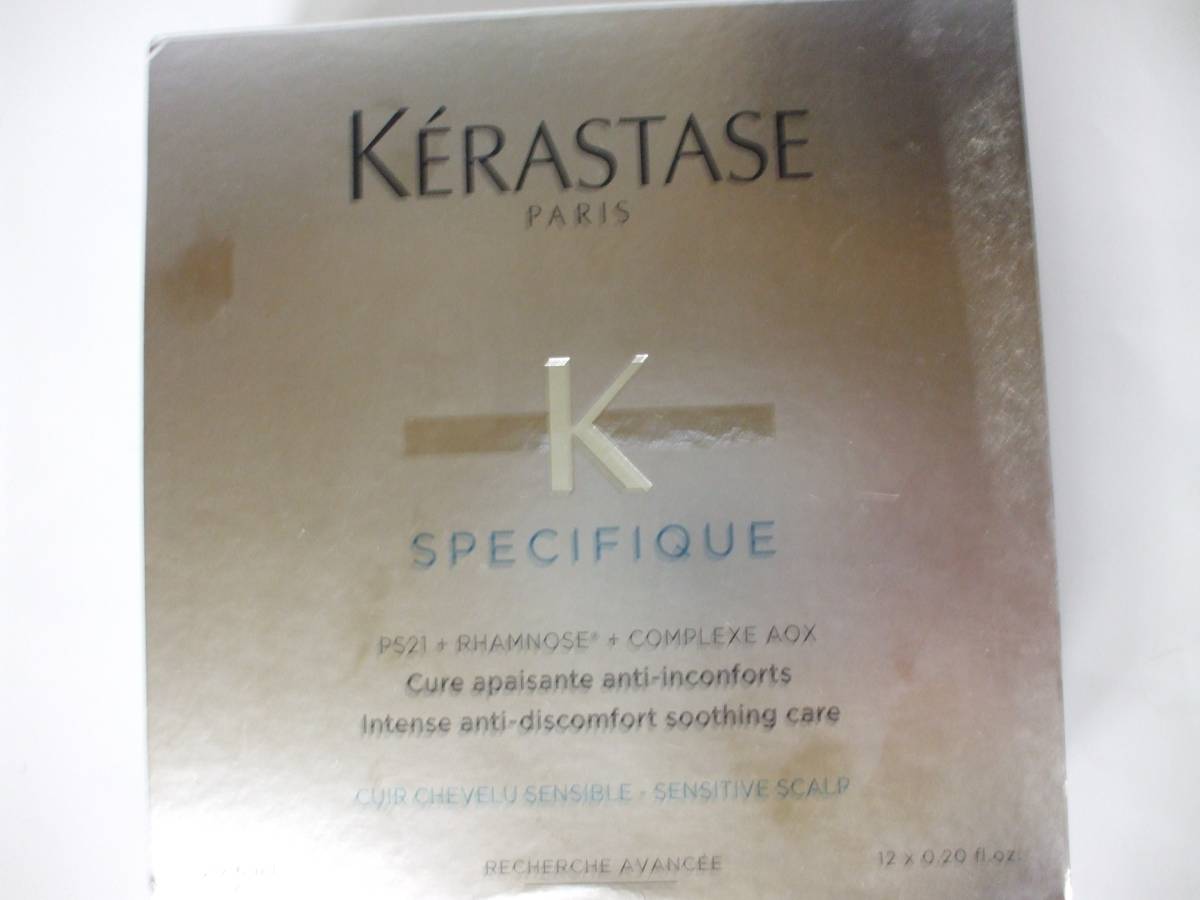 KÉRASTASE
PARIS
K
SPECIFIQUE
PS21 + RHAMNOSE® + COMPLEXE AOX
Cure apaisante anti-inconforts
Intense anti-discomfort soothing care
CUIR CHEVELU SENSIBLE - SENSITIVE SCALP
RECHERCHE AVANCÉE
12 x 0.20 fl.oz.